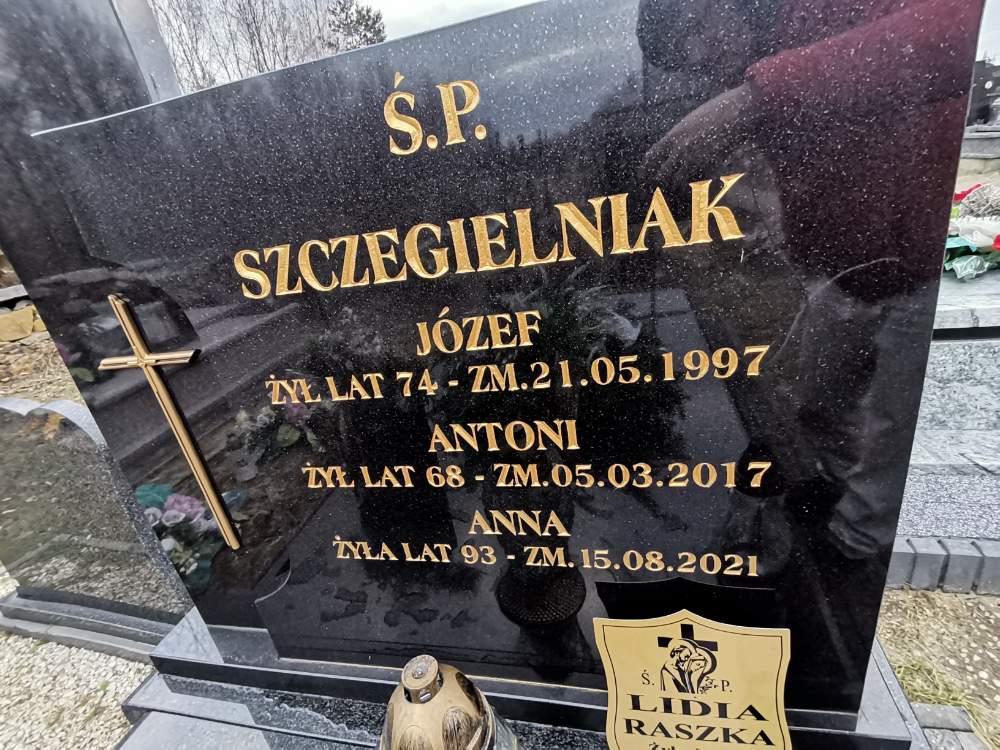 Ś.P.
SZCZEGIELNIAK
JÓZEF
ŻYŁ LAT 74 - ZM.21.05.1997
ANTONI
ŻYŁ LAT 68 - ZM.05.03.2017
ANNA
ŻYŁA LAT 93 - ZM.15.08.2021
Ś. P.
LIDIA
RASZKA